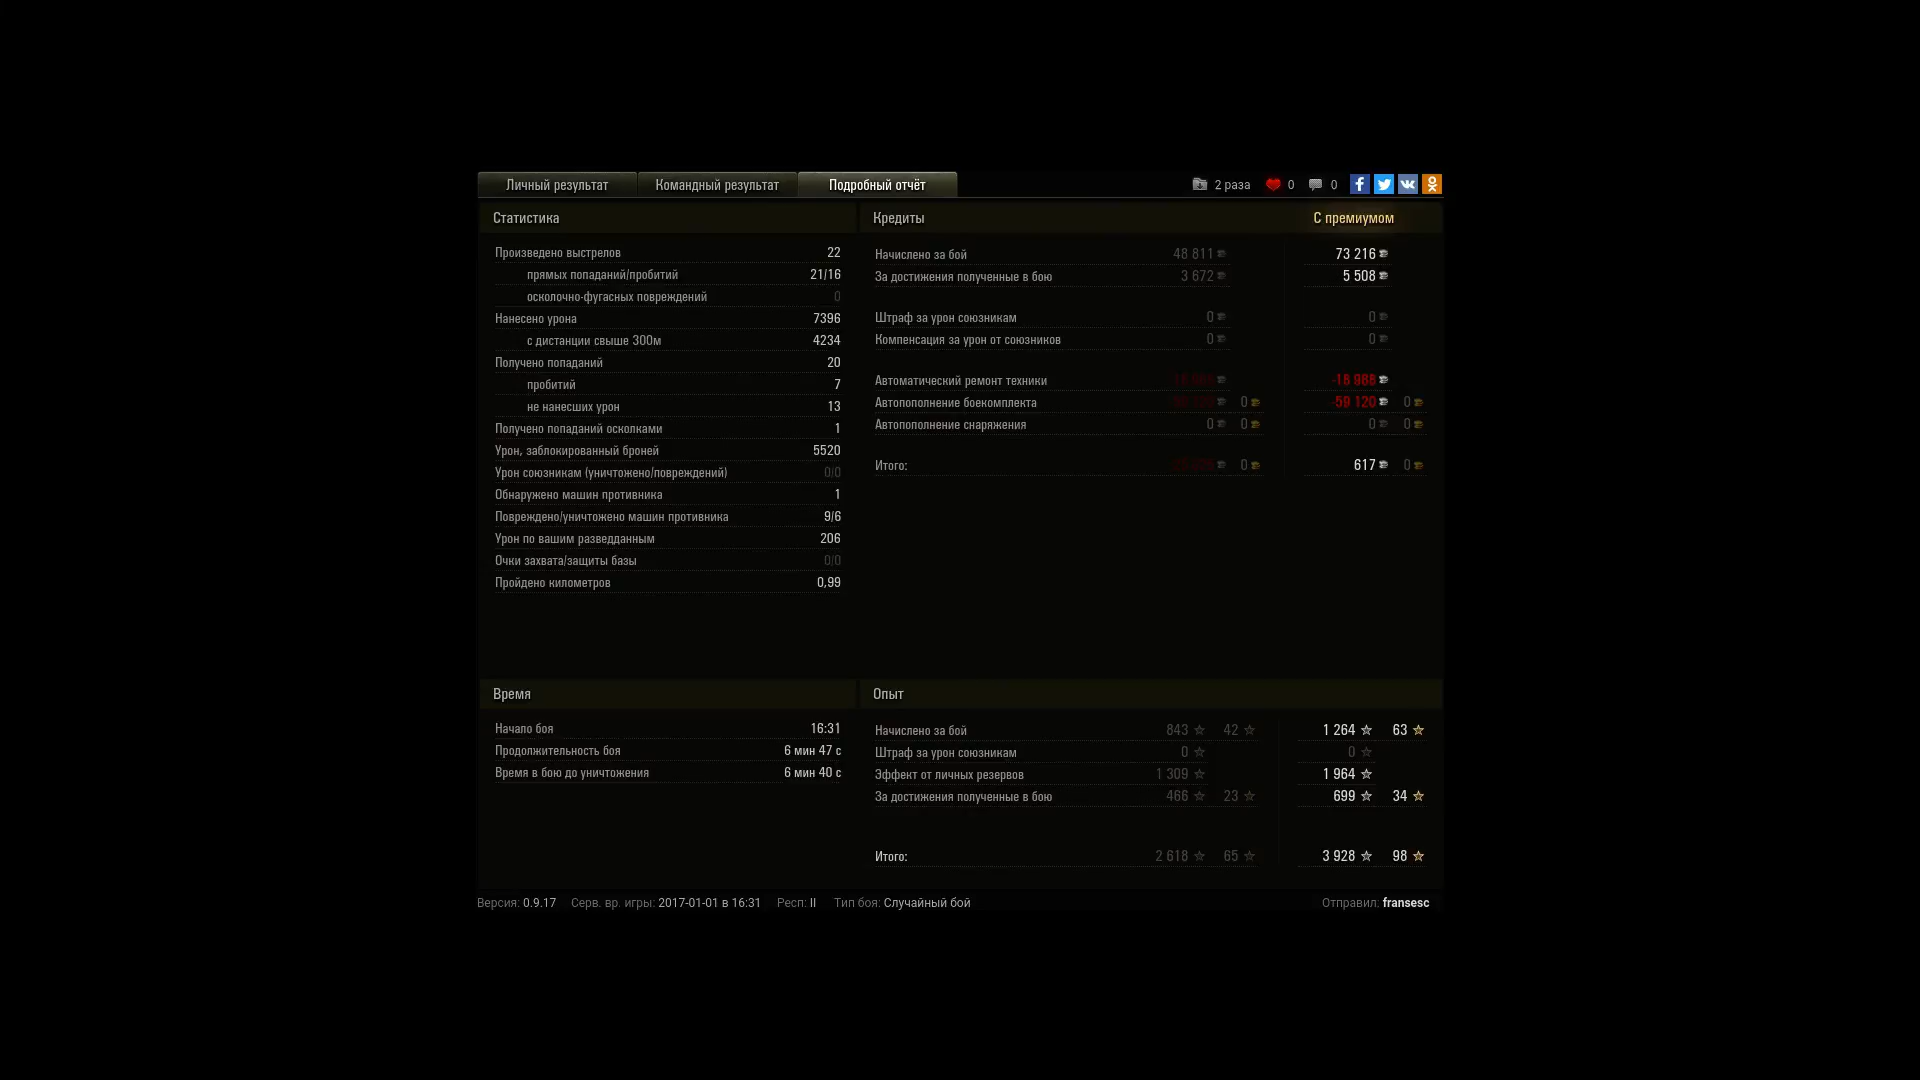 Личный результат Командный результат Подробный отчёт 2 раза 0 0
Статистика
Произведено выстрелов 22
прямых попаданий/пробитий 21/16
осколочно-фугасных повреждений 0
Нанесено урона 7396
с дистанции свыше 300м 4234
Получено попаданий 20
пробитий 7
не нанесших урон 13
Получено попаданий осколками 1
Урон, заблокированный броней 5520
Урон союзникам (уничтожено/повреждений) 0/0
Обнаружено машин противника 1
Повреждено/уничтожено машин противника 9/6
Урон по вашим разведданным 206
Очки захвата/защиты базы 0/0
Пройдено километров 0,99
Кредиты С премиумом
Начислено за бой 48 811 73 216
За достижения полученные в бою 3 672 5 508
Штраф за урон союзникам 0 0
Компенсация за урон от союзников 0 0
Автоматический ремонт техники -18 988
Автопополнение боекомплекта 0 -59 120 0
Автопополнение снаряжения 0 0 0 0
Итого: 0 617 0
Время
Начало боя 16:31
Продолжительность боя 6 мин 47 с
Время в бою до уничтожения 6 мин 40 с
Опыт
Начислено за бой 843 42 1 264 63
Штраф за урон союзникам 0 0
Эффект от личных резервов 1 309 1 964
За достижения полученные в бою 466 23 699 34
Итого: 2 618 65 3 928 98
Версия: 0.9.17 Серв. вр. игры: 2017-01-01 в 16:31 Респ: II Тип боя: Случайный бой Отправил: fransesc